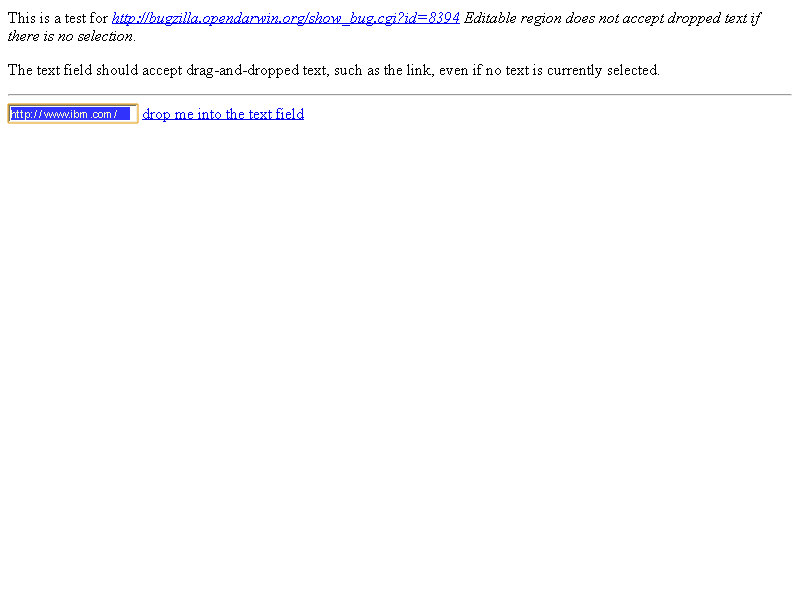 This is a test for http://bugzilla.opendarwin.org/show_bug.cgi?id=8394 Editable region does not accept dropped text if
there is no selection.
The text field should accept drag-and-dropped text, such as the link, even if no text is currently selected.
http://www.ibm.com/ drop me into the text field